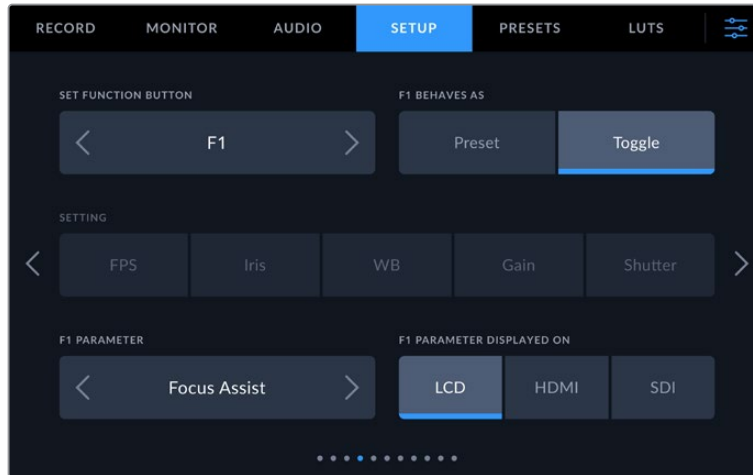 RECORD MONITOR AUDIO SETUP PRESETS LUTS
SET FUNCTION BUTTON F1 BEHAVES AS
F1 Preset Toggle
SETTING
FPS Iris WB Gain Shutter
F1 PARAMETER F1 PARAMETER DISPLAYED ON
Focus Assist LCD HDMI SDI